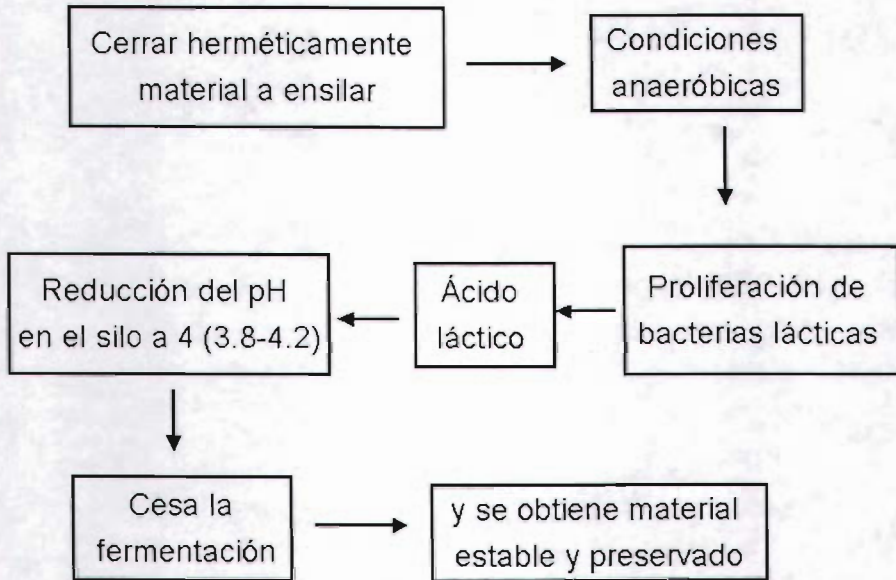 Cerrar herméticamente
material a ensilar
Condiciones
anaeróbicas
Proliferación de
bacterias lácticas
Ácido
láctico
Reducción del pH
en el silo a 4 (3.8-4.2)
Cesa la
fermentación
y se obtiene material
estable y preservado